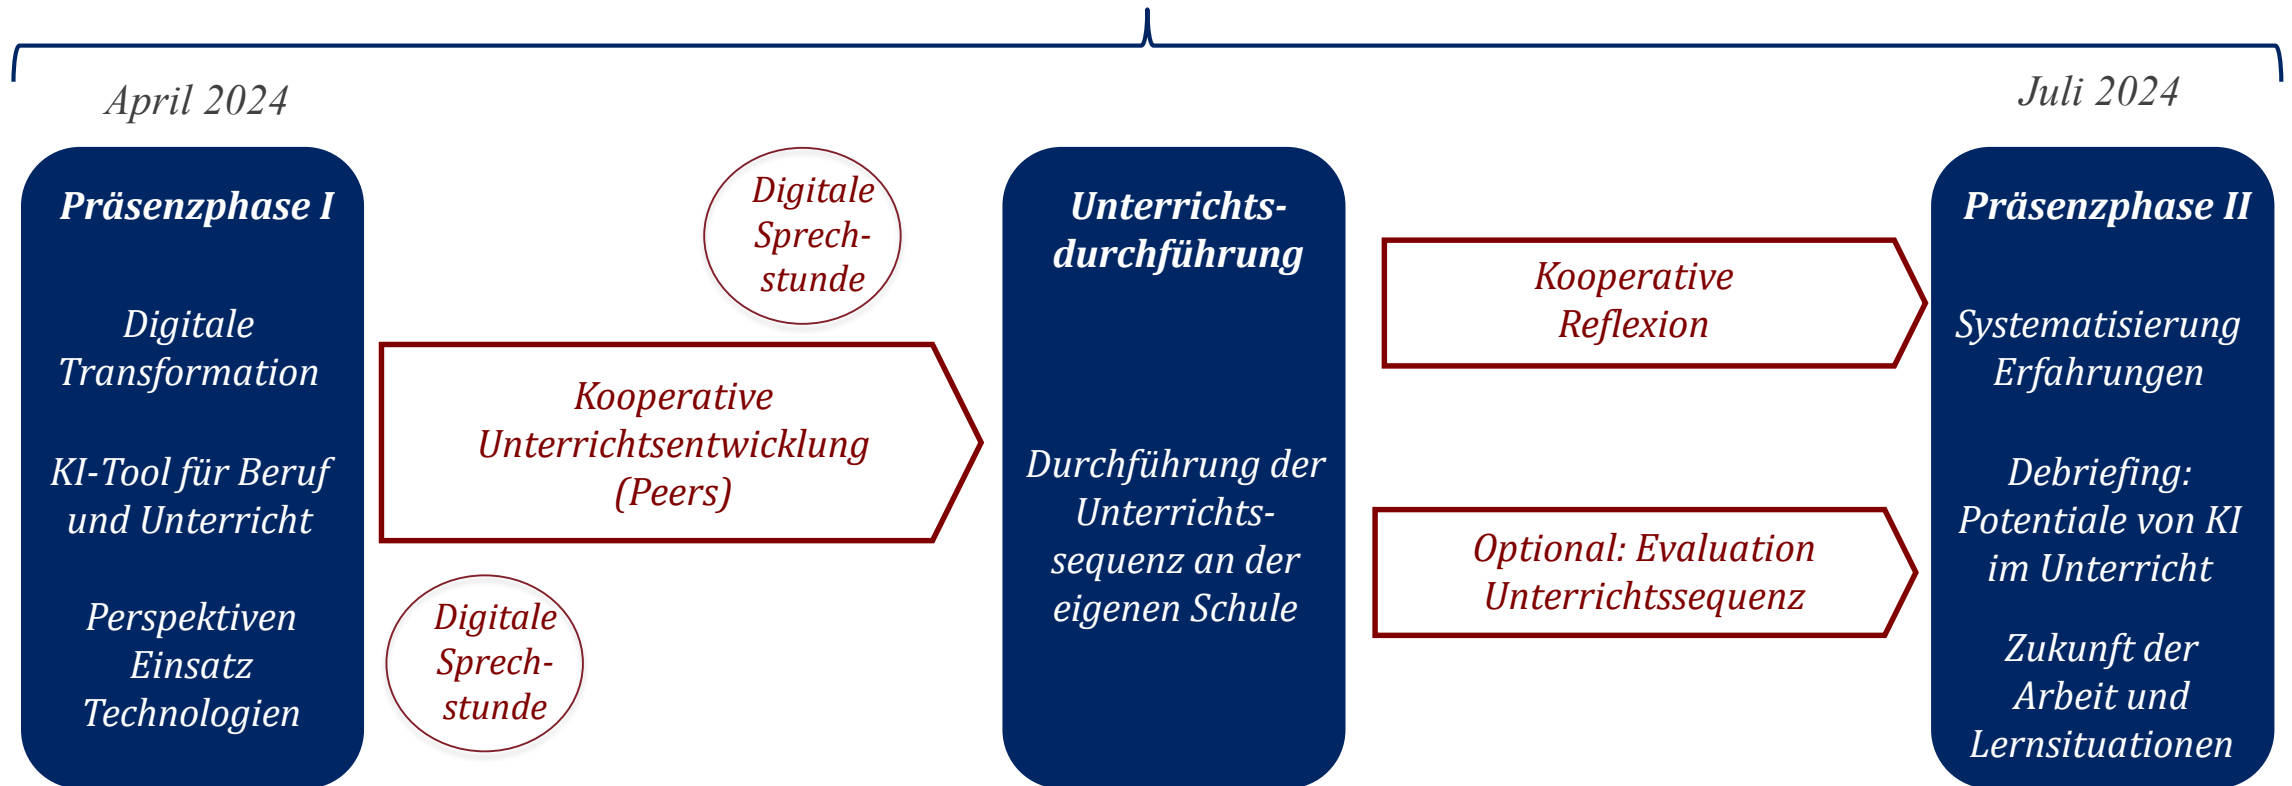 April 2024
Juli 2024
Präsenzphase I
Digitale
Transformation
KI-Tool für Beruf
und Unterricht
Perspektiven
Einsatz
Technologien
Digitale
Sprech-
stunde
Kooperative
Unterrichtsentwicklung
(Peers)
Digitale
Sprech-
stunde
Unterrichts-
durchführung
Durchführung der
Unterrichts-
sequenz an der
eigenen Schule
Kooperative
Reflexion
Optional: Evaluation
Unterrichtssequenz
Präsenzphase II
Systematisierung
Erfahrungen
Debriefing:
Potentiale von KI
im Unterricht
Zukunft der
Arbeit und
Lernsituationen